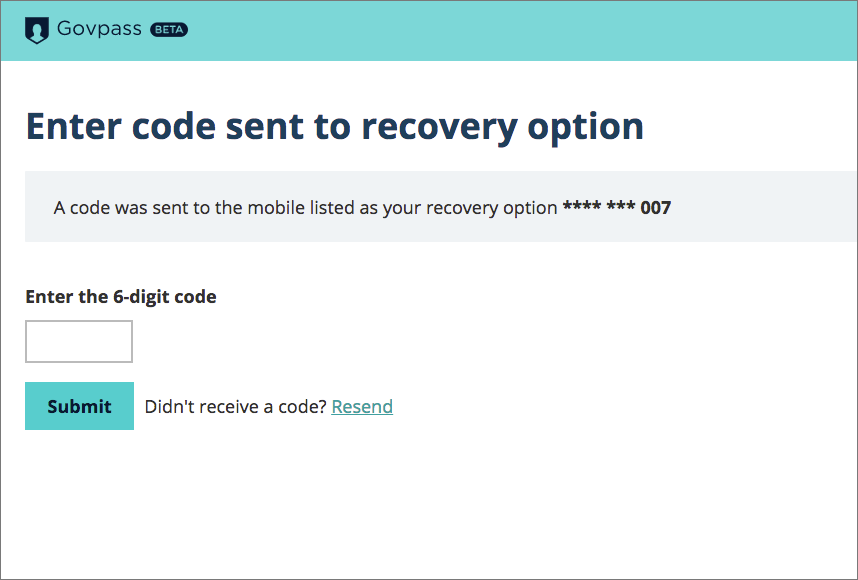 Govpass BETA
Enter code sent to recovery option
A code was sent to the mobile listed as your recovery option **** *** 007
Enter the 6-digit code
Submit Didn't receive a code? Resend